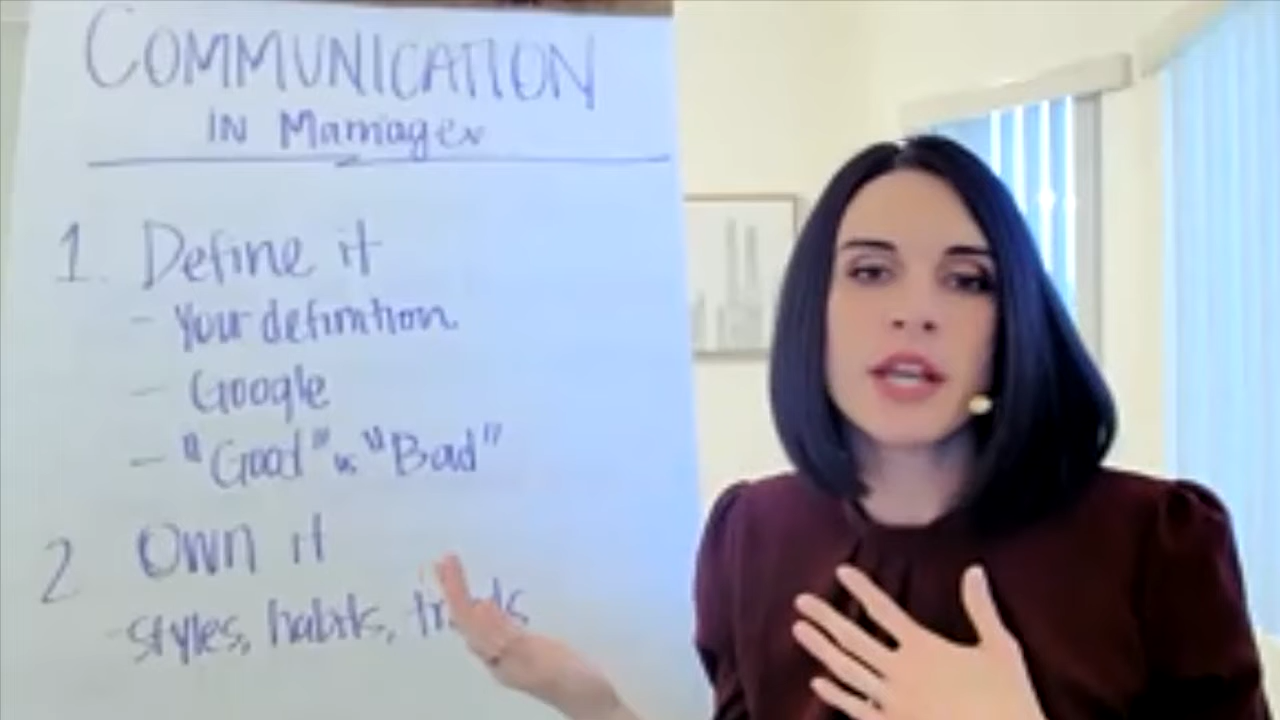 COMMUNICATION
IN Marriage
1. Define it
- Your definition
- Google
- "Good" vs "Bad"
2 Own it
- styles, habits,